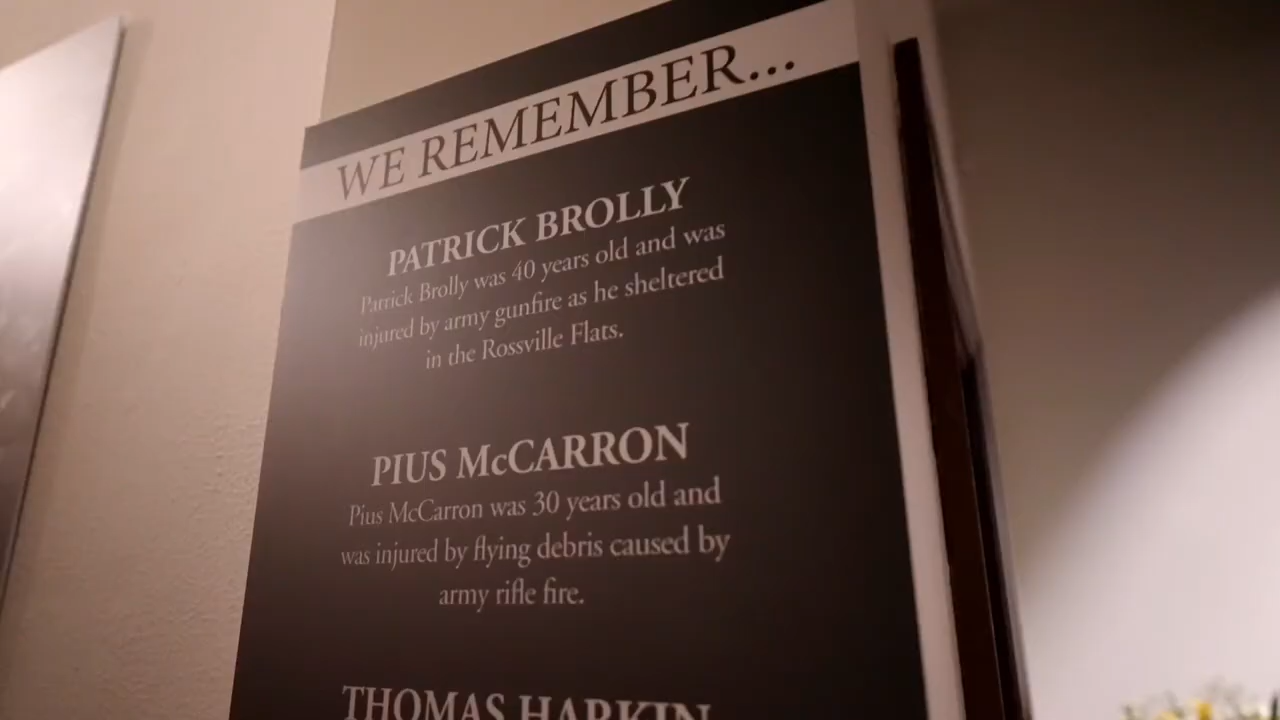 WE REMEMBER...
PATRICK BROLLY
Patrick Brolly was 40 years old and was
injured by army gunfire as he sheltered
in the Rossville Flats.
PIUS McCARRON
Pius McCarron was 30 years old and
was injured by flying debris caused by
army rifle fire.
THOMAS HARKIN